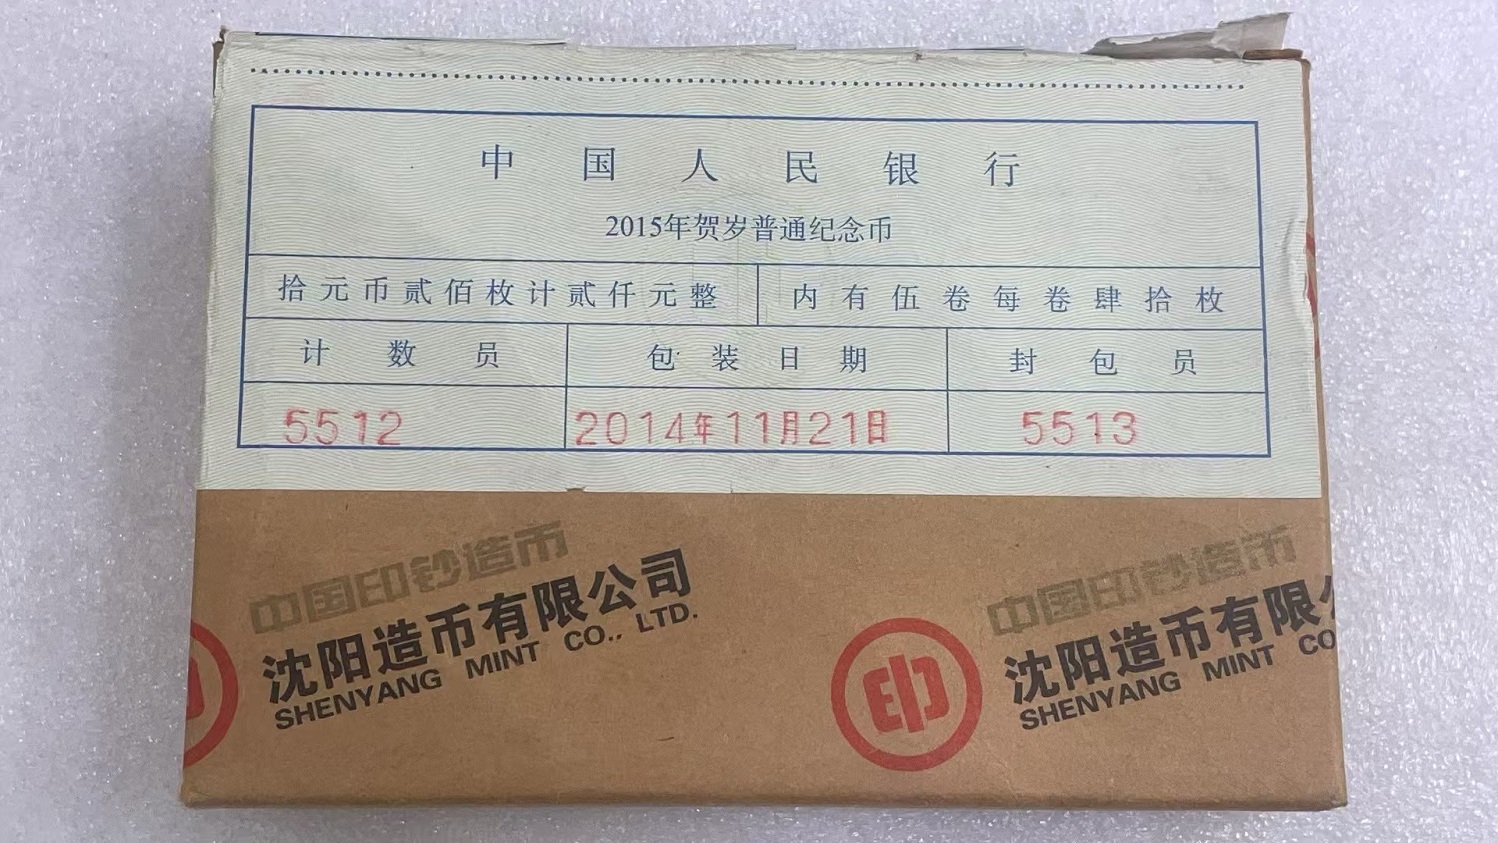 中国人民银行
2015年贺岁普通纪念币
拾元币贰佰枚计贰仟元整 内有伍卷每卷肆拾枚
计数员 包装日期 封包员
5512 2014年11月21日 5513
中国印钞造币
沈阳造币有限公司
SHENYANG MINT CO., LTD.
印
中国印钞造币
沈阳造币有限
SHENYANG MINT CO